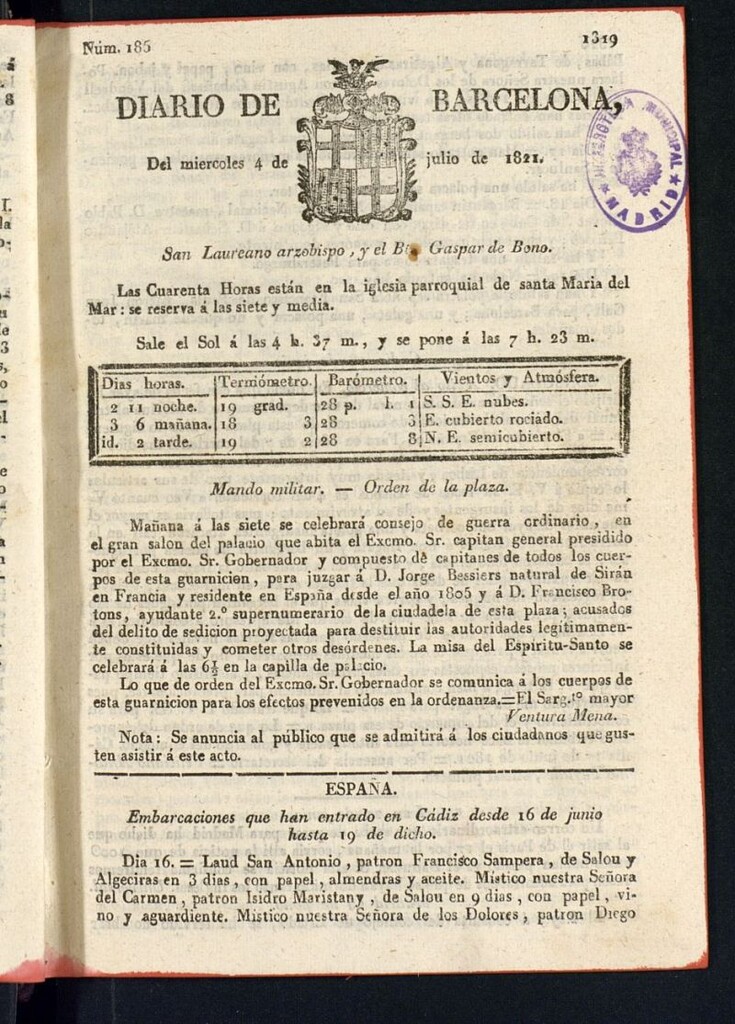 Núm. 185 1319
DIARIO DE BARCELONA,
Del miercoles 4 de julio de 1821.
HEMEROTECA MUNICIPAL
★ MADRID ★
San Laureano arzobispo, y el Bto Gaspar de Bono.
Las Cuarenta Horas están en la iglesia parroquial de santa Maria del
Mar: se reserva á las siete y media.
Sale el Sol á las 4 h. 37 m., y se pone á las 7 h. 23 m.
Dias horas. Termómetro. Barómetro. Vientos y Atmósfera.
2 11 noche. 19 grad. 28 p. l. 1 S. S. E. nubes.
3 6 mañana. 18 3 28 3 E. cubierto rociado.
id. 2 tarde. 19 2 28 8 N. E. semicubierto.
Mando militar. — Orden de la plaza.
Mañana á las siete se celebrará consejo de guerra ordinario, en
el gran salon del palacio que abita el Excmo. Sr. capitan general presidido
por el Excmo. Sr. Gobernador y compuesto de capitanes de todos los cuer-
pos de esta guarnicion, para juzgar á D. Jorge Bessiers natural de Sirán
en Francia y residente en España desde el año 1805 y á D. Francisco Bro-
tons, ayudante 2.º supernumerario de la ciudadela de esta plaza; acusados
del delito de sedicion proyectada para destituir las autoridades legítimamen-
te constituidas y cometer otros desórdenes. La misa del Espiritu-Santo se
celebrará á las 6½ en la capilla de palacio.
Lo que de orden del Excmo. Sr. Gobernador se comunica á los cuerpos de
esta guarnicion para los efectos prevenidos en la ordenanza.=El Sarg.to mayor
Ventura Mena.
Nota: Se anuncia al público que se admitirá á los ciudadanos que gus-
ten asistir á este acto.
ESPAÑA.
Embarcaciones que han entrado en Cádiz desde 16 de junio
hasta 19 de dicho.
Dia 16. = Laud San Antonio, patron Francisco Sampera, de Salou y
Algeciras en 3 dias, con papel, almendras y aceite. Mistico nuestra Señora
del Carmen, patron Isidro Maristany, de Salou en 9 dias, con papel, vi-
no y aguardiente. Mistico nuestra Señora de los Dolores, patron Diego